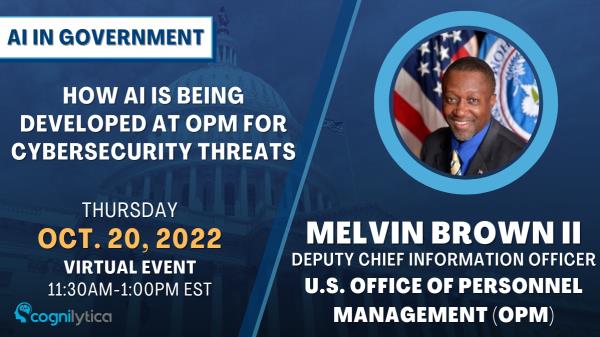 AI IN GOVERNMENT
HOW AI IS BEING
DEVELOPED AT OPM FOR
CYBERSECURITY THREATS
THURSDAY
OCT. 20, 2022
VIRTUAL EVENT
11:30AM-1:00PM EST
cognilytica
MELVIN BROWN II
DEPUTY CHIEF INFORMATION OFFICER
U.S. OFFICE OF PERSONNEL
MANAGEMENT (OPM)